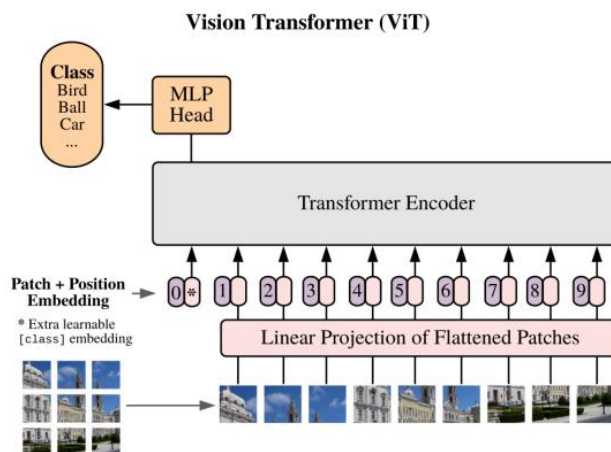 Vision Transformer (ViT)
Class
Bird
Ball
Car
...
MLP
Head
Transformer Encoder
Patch + Position
Embedding
0 * 1 2 3 4 5 6 7 8 9
* Extra learnable
[class] embedding
Linear Projection of Flattened Patches